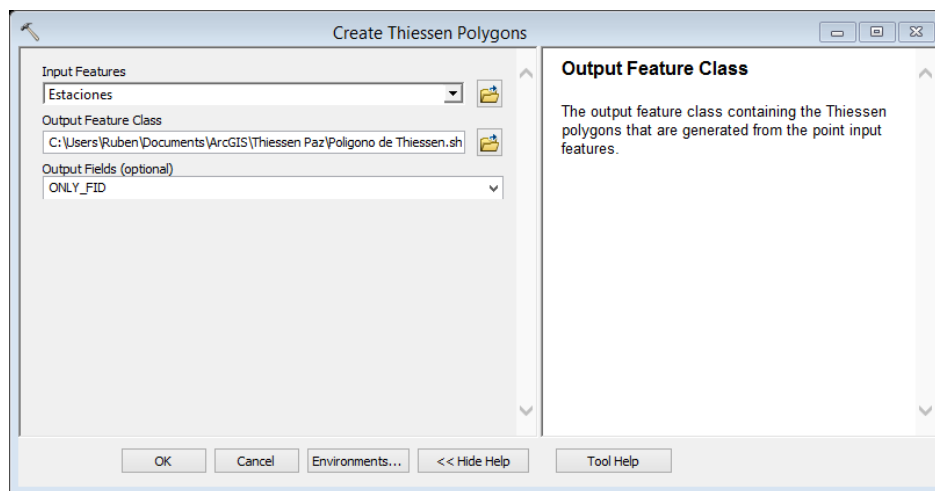 Create Thiessen Polygons
Input Features
Estaciones
Output Feature Class
C:\Users\Ruben\Documents\ArcGIS\Thiessen Paz\Poligono de Thiessen.sh
Output Fields (optional)
ONLY_FID
Output Feature Class
The output feature class containing the Thiessen
polygons that are generated from the point input
features.
OK
Cancel
Environments...
<< Hide Help
Tool Help